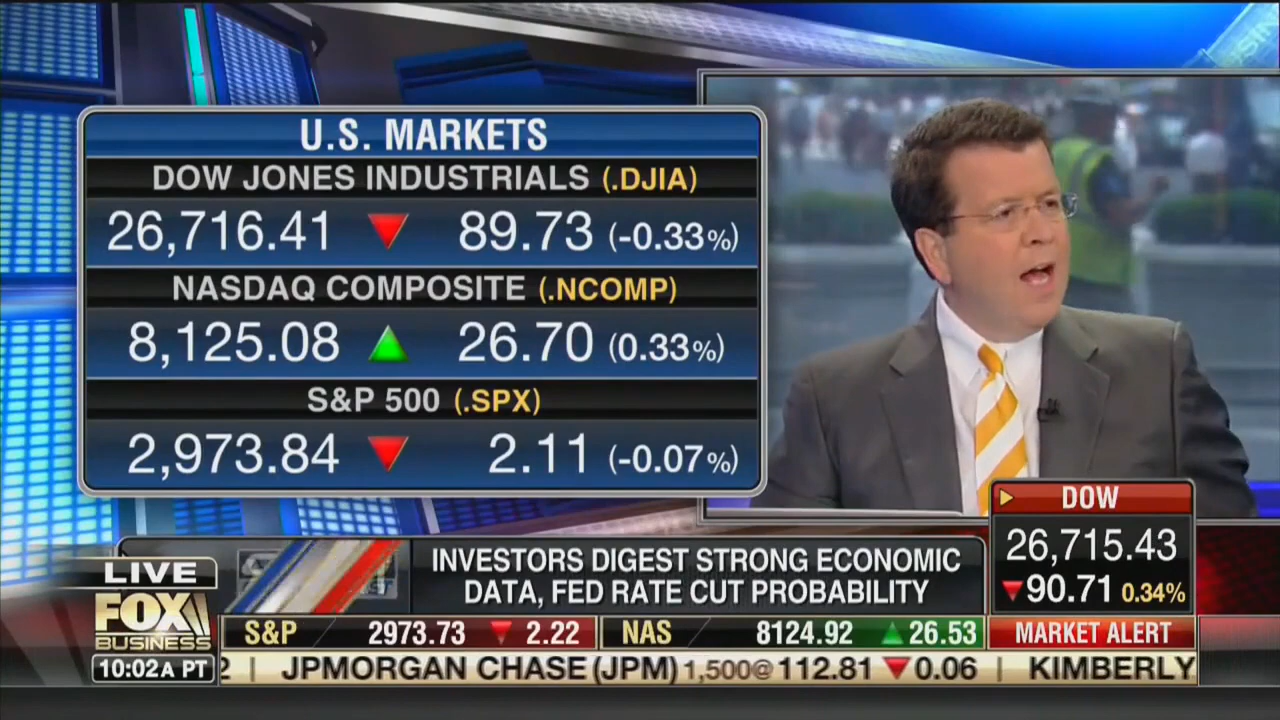 U.S. MARKETS
DOW JONES INDUSTRIALS (.DJIA)
26,716.41 ▼ 89.73 (-0.33%)
NASDAQ COMPOSITE (.NCOMP)
8,125.08 ▲ 26.70 (0.33%)
S&P 500 (.SPX)
2,973.84 ▼ 2.11 (-0.07%)
DOW
26,715.43
▼90.71 0.34%
MARKET ALERT
INVESTORS DIGEST STRONG ECONOMIC
DATA, FED RATE CUT PROBABILITY
LIVE
FOX
BUSINESS
10:02A PT
S&P 2973.73 ▼ 2.22 NAS 8124.92 ▲ 26.53
2 | JPMORGAN CHASE (JPM) 1,500@112.81 ▼0.06 | KIMBERLY